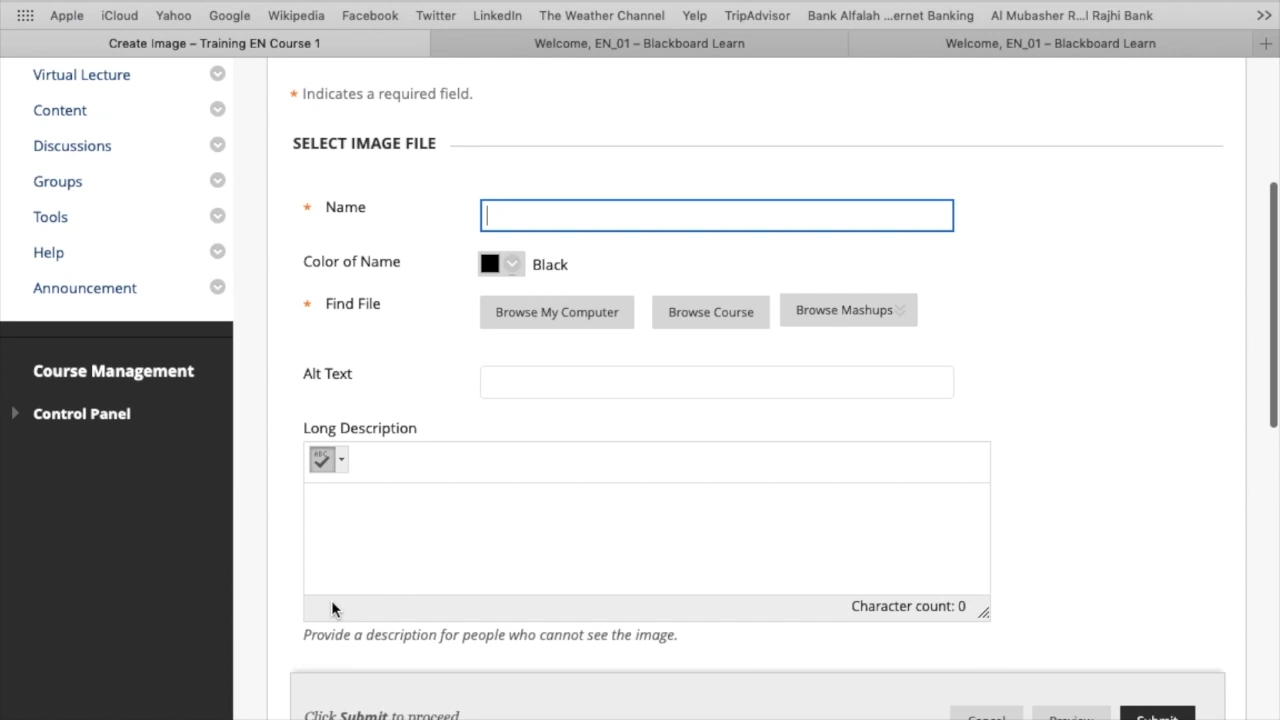 Apple iCloud Yahoo Google Wikipedia Facebook Twitter LinkedIn The Weather Channel Yelp TripAdvisor Bank Alfalah ...ernet Banking Al Mubasher R...l Rajhi Bank >>
Create Image – Training EN Course 1 Welcome, EN_01 – Blackboard Learn Welcome, EN_01 – Blackboard Learn +
Virtual Lecture
Content
Discussions
Groups
Tools
Help
Announcement
Course Management
Control Panel
* Indicates a required field.
SELECT IMAGE FILE
* Name
Color of Name Black
* Find File Browse My Computer Browse Course Browse Mashups
Alt Text
Long Description
ABC
Character count: 0
Provide a description for people who cannot see the image.
Click Submit to proceed.
Cancel Preview Submit